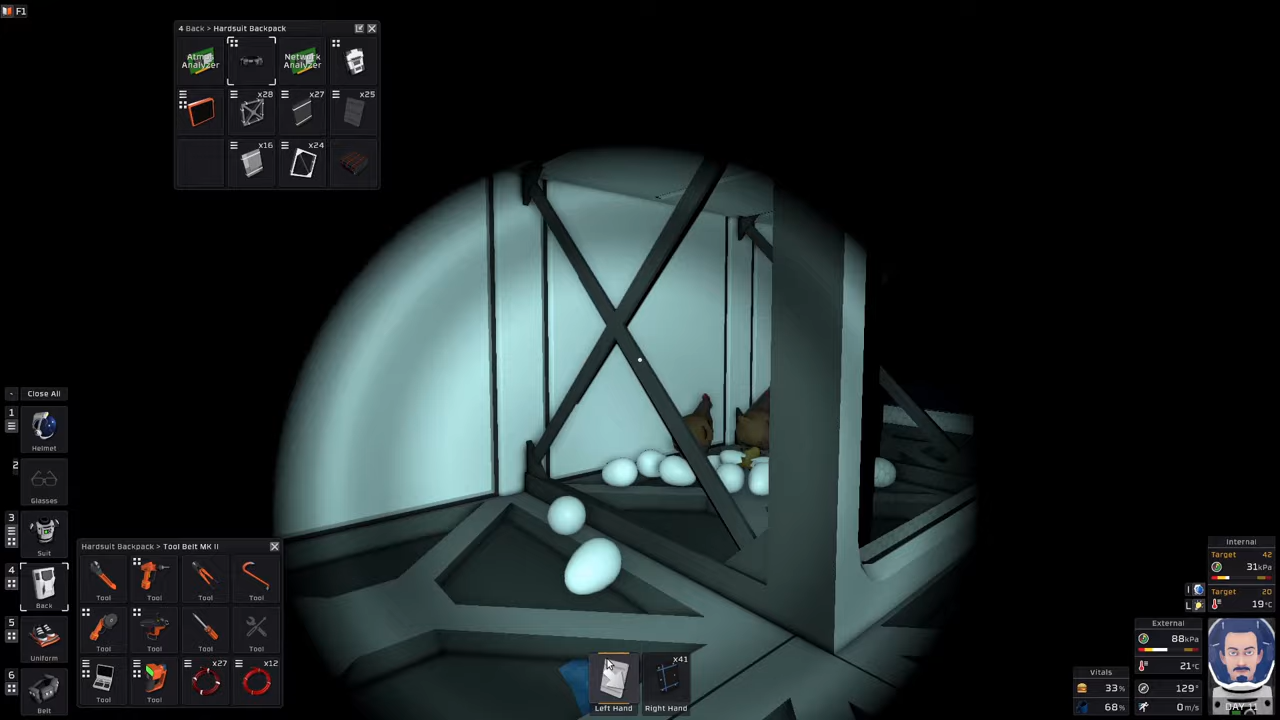 F1
4 Back > Hardsuit Backpack
Atmos Analyzer
Network Analyzer
x28
x27
x25
x16
x24
- Close All
1
Helmet
2
Glasses
3
Suit
4
Back
5
Uniform
6
Belt
Hardsuit Backpack > Tool Belt MK II
Tool Tool Tool Tool
Tool Tool Tool Tool
x27 x12
Tool Tool Tool Tool
x41
Left Hand Right Hand
Internal
Target 42
31kPa
Target 20
19°C
I
L
External
88kPa
21°C
Vitals
33%
68%
129°
0m/s
DAY 11